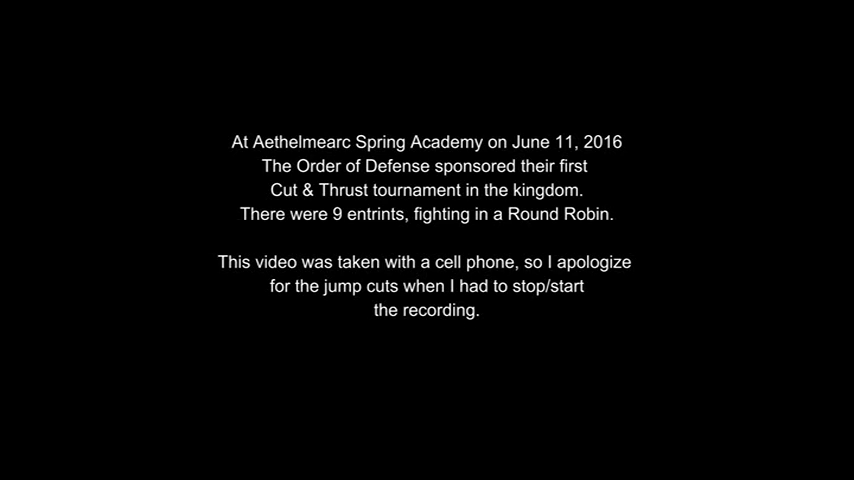 At Aethelmearc Spring Academy on June 11, 2016
The Order of Defense sponsored their first
Cut & Thrust tournament in the kingdom.
There were 9 entrints, fighting in a Round Robin.
This video was taken with a cell phone, so I apologize
for the jump cuts when I had to stop/start
the recording.